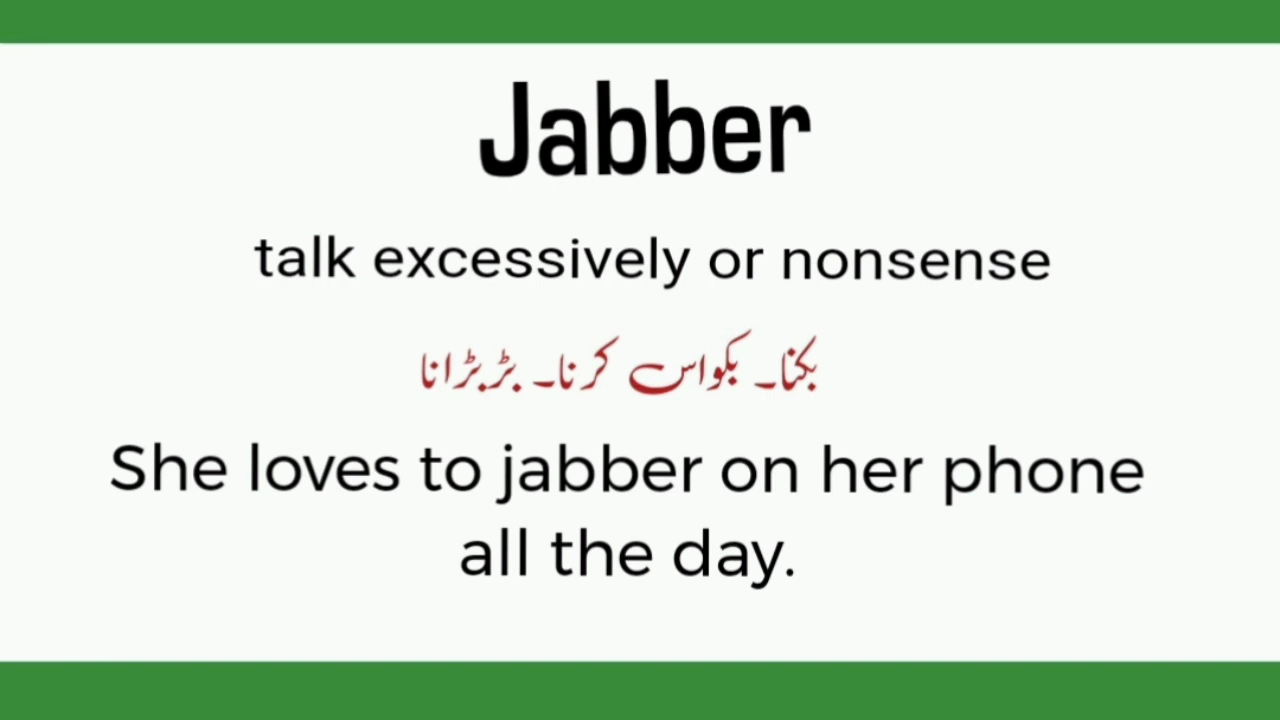 Jabber
talk excessively or nonsense
بکنا۔ بکواس کرنا۔ بڑبڑانا
She loves to jabber on her phone
all the day.